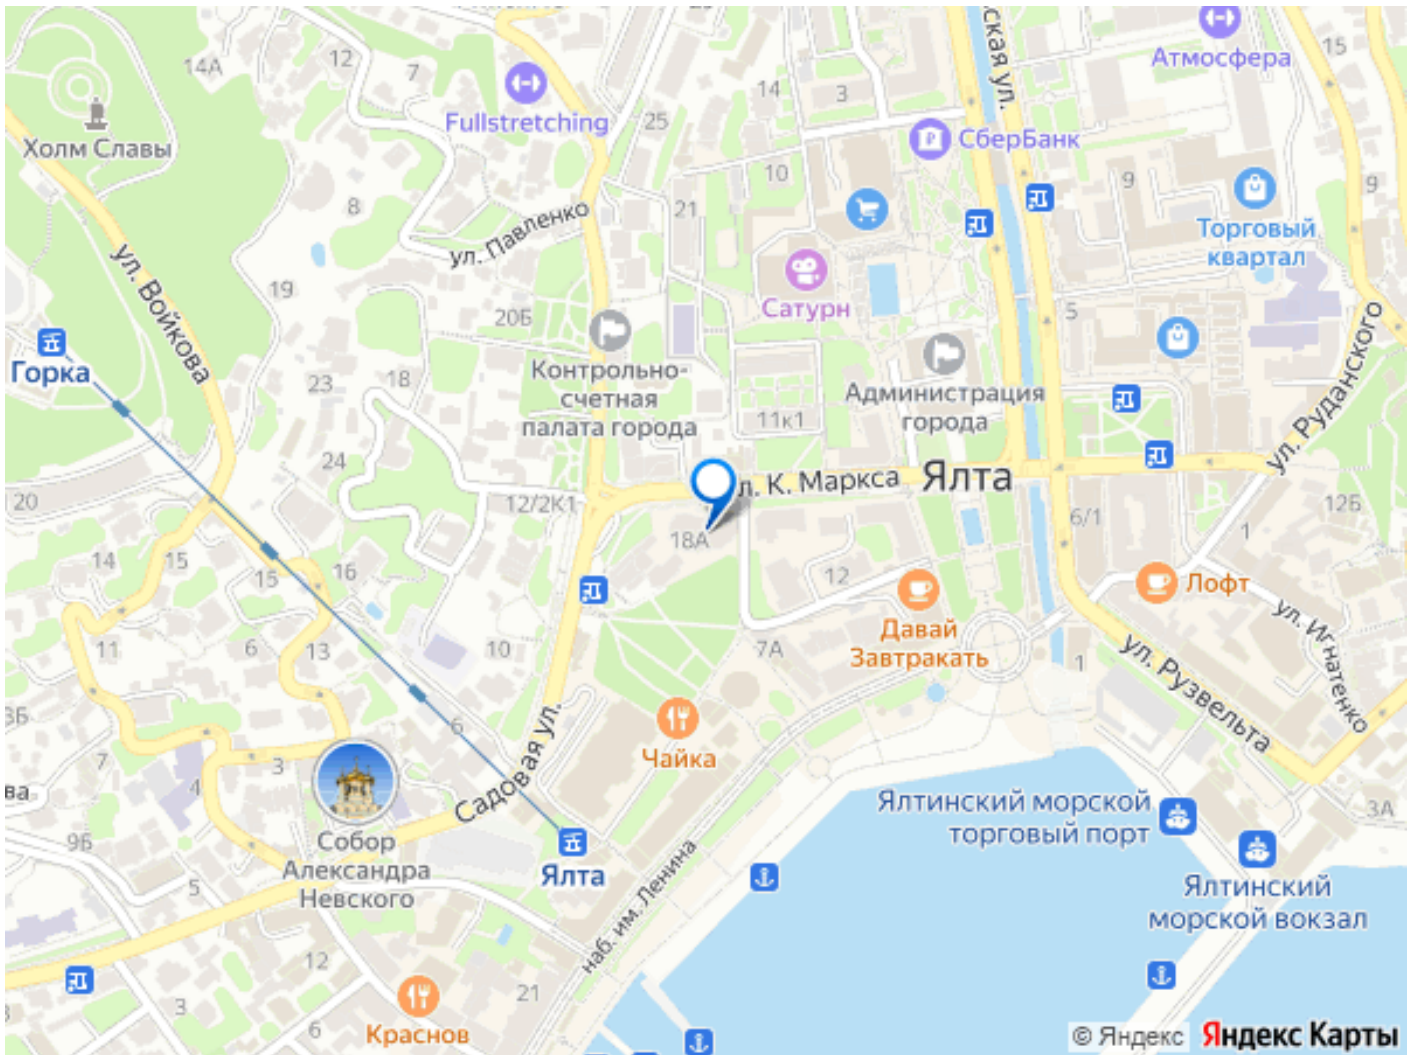 ская ул.
15
Атмосфера
14А
12
7
14
3
Fullstretching
25
СберБанк
Холм Славы
10
9
9
8
21
ул. Павленко
Торговый
квартал
ул. Войкова
19
20Б
Сатурн
5
Горка
Контрольно-
счетная
палата города
23
18
Администрация
города
11к1
ул. Руданского
24
л. К. Маркса
Ялта
20
12/2К1
6/1
12Б
1
18А
14
15
15
16
12
Лофт
Давай
Завтракать
ул. Игнатенко
11
6
13
10
7А
1
ул. Рузвельта
3Б
6
Чайка
Садовая ул.
7
3
4
ва
Ялтинский морской
торговый порт
3А
9Б
Собор
Александра
Невского
Ялта
наб. им. Ленина
5
Ялтинский
морской вокзал
12
21
3
6
Краснов
© Яндекс
Яндекс Карты